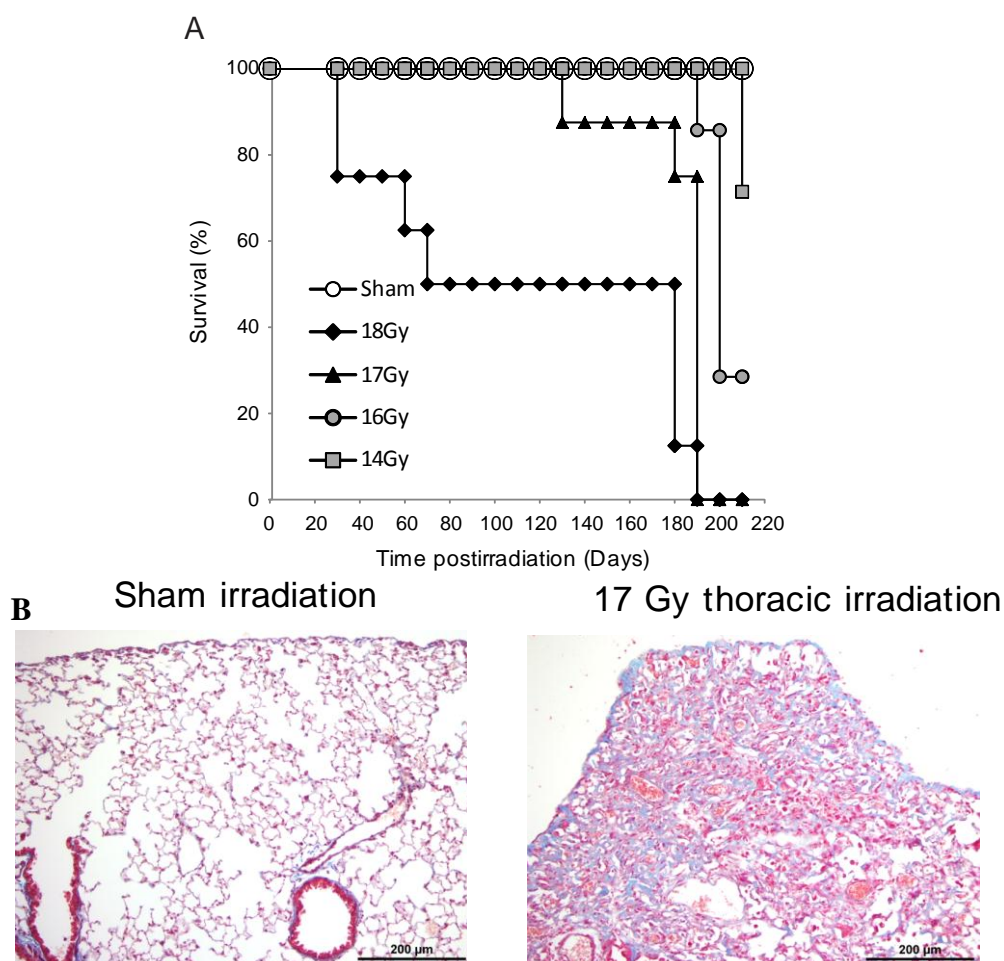 A
100
80
60
40
20
0
Survival (%)
Sham
18Gy
17Gy
16Gy
14Gy
0 20 40 60 80 100 120 140 160 180 200 220
Time postirradiation (Days)
B
Sham irradiation
17 Gy thoracic irradiation
200 μm
200 μm